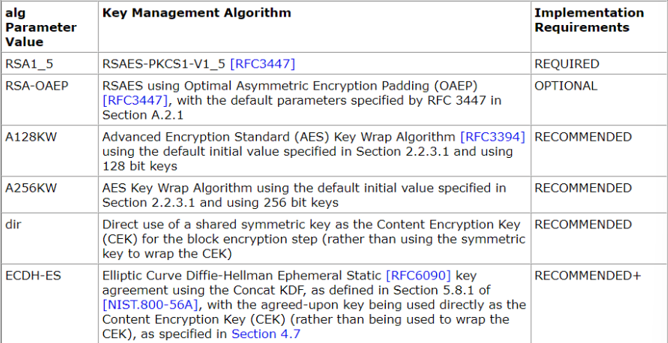 alg
Parameter
Value
Key Management Algorithm
Implementation
Requirements
RSA1_5
RSAES-PKCS1-V1_5 [RFC3447]
REQUIRED
RSA-OAEP
RSAES using Optimal Asymmetric Encryption Padding (OAEP)
[RFC3447], with the default parameters specified by RFC 3447 in
Section A.2.1
OPTIONAL
A128KW
Advanced Encryption Standard (AES) Key Wrap Algorithm [RFC3394]
using the default initial value specified in Section 2.2.3.1 and using
128 bit keys
RECOMMENDED
A256KW
AES Key Wrap Algorithm using the default initial value specified in
Section 2.2.3.1 and using 256 bit keys
RECOMMENDED
dir
Direct use of a shared symmetric key as the Content Encryption Key
(CEK) for the block encryption step (rather than using the symmetric
key to wrap the CEK)
RECOMMENDED
ECDH-ES
Elliptic Curve Diffie-Hellman Ephemeral Static [RFC6090] key
agreement using the Concat KDF, as defined in Section 5.8.1 of
[NIST.800-56A], with the agreed-upon key being used directly as the
Content Encryption Key (CEK) (rather than being used to wrap the
CEK), as specified in Section 4.7
RECOMMENDED+